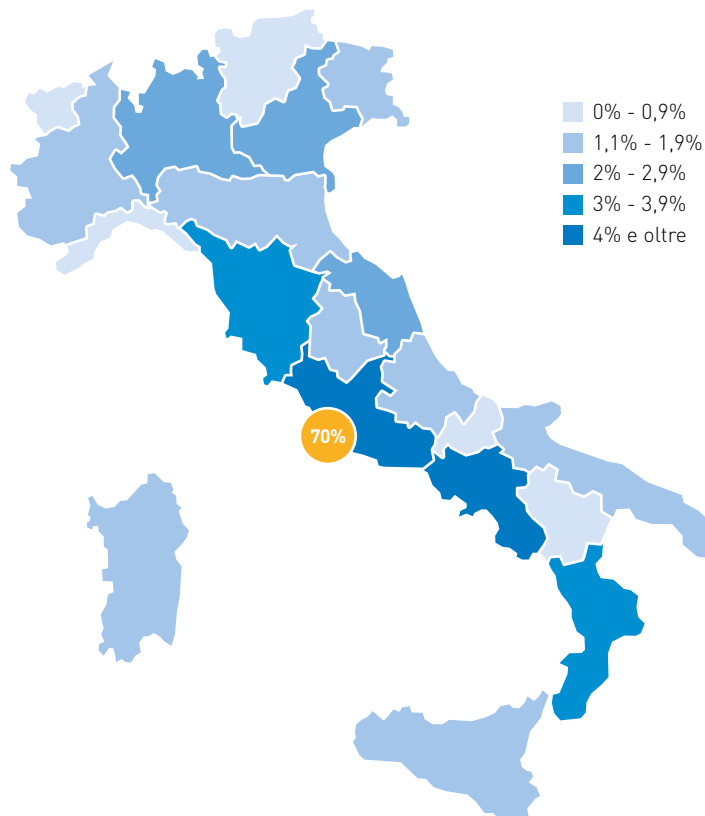 0% - 0,9%
1,1% - 1,9%
2% - 2,9%
3% - 3,9%
4% e oltre
70%